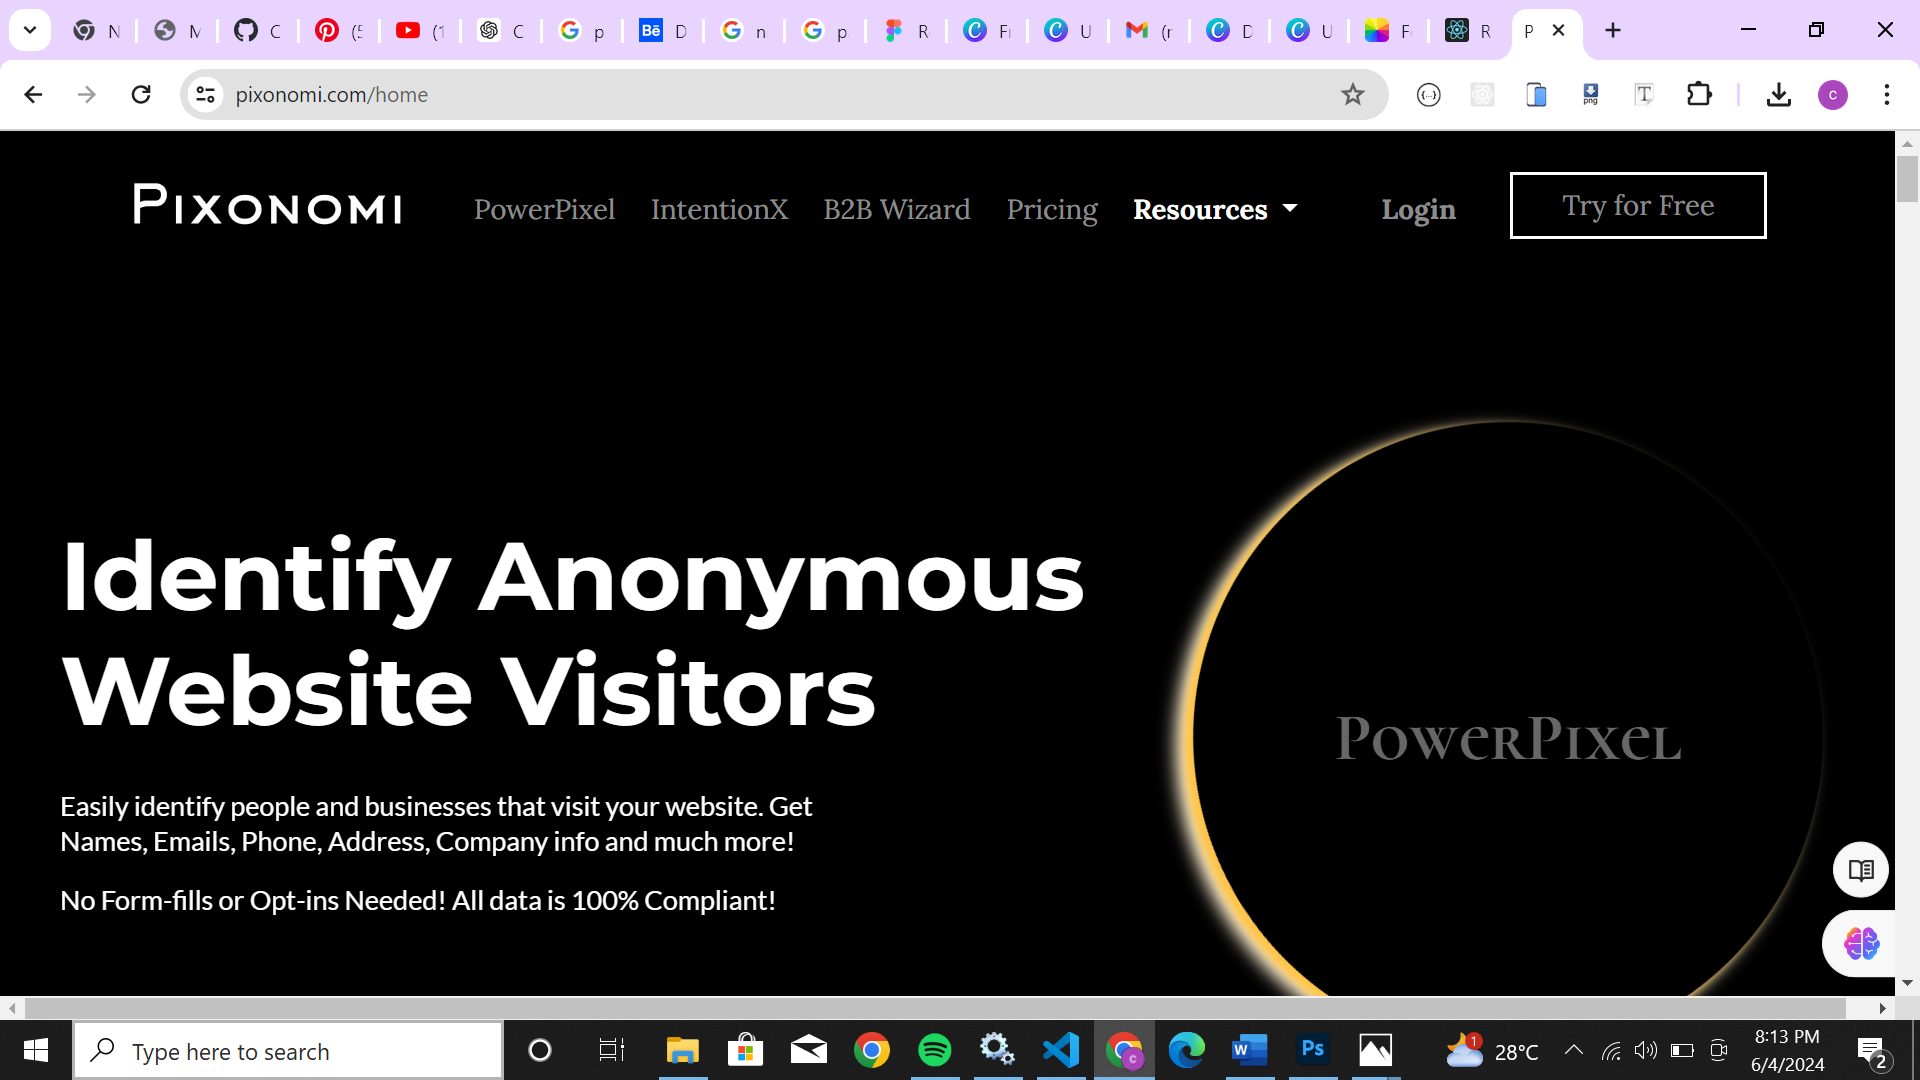 N
M
C
(5
(1
C
p
D
n
p
R
Fr
U
(r
D
U
F
R
P
pixonomi.com/home
{...}
png
T
c
PIXONOMI
PowerPixel
IntentionX
B2B Wizard
Pricing
Resources
Login
Try for Free
Identify Anonymous
Website Visitors
PowerPixel
Easily identify people and businesses that visit your website. Get
Names, Emails, Phone, Address, Company info and much more!
No Form-fills or Opt-ins Needed! All data is 100% Compliant!
Type here to search
c
W
Ps
1
28°C
8:13 PM
6/4/2024
2